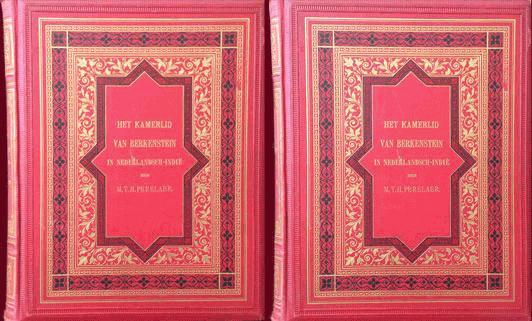 HET KAMERLID
VAN BERKENSTEIN
IN NEDERLANDSCH-INDIË
DOOR
M.T.H. PERELAER.
HET KAMERLID
VAN BERKENSTEIN
IN NEDERLANDSCH-INDIË
DOOR
M.T.H. PERELAER.